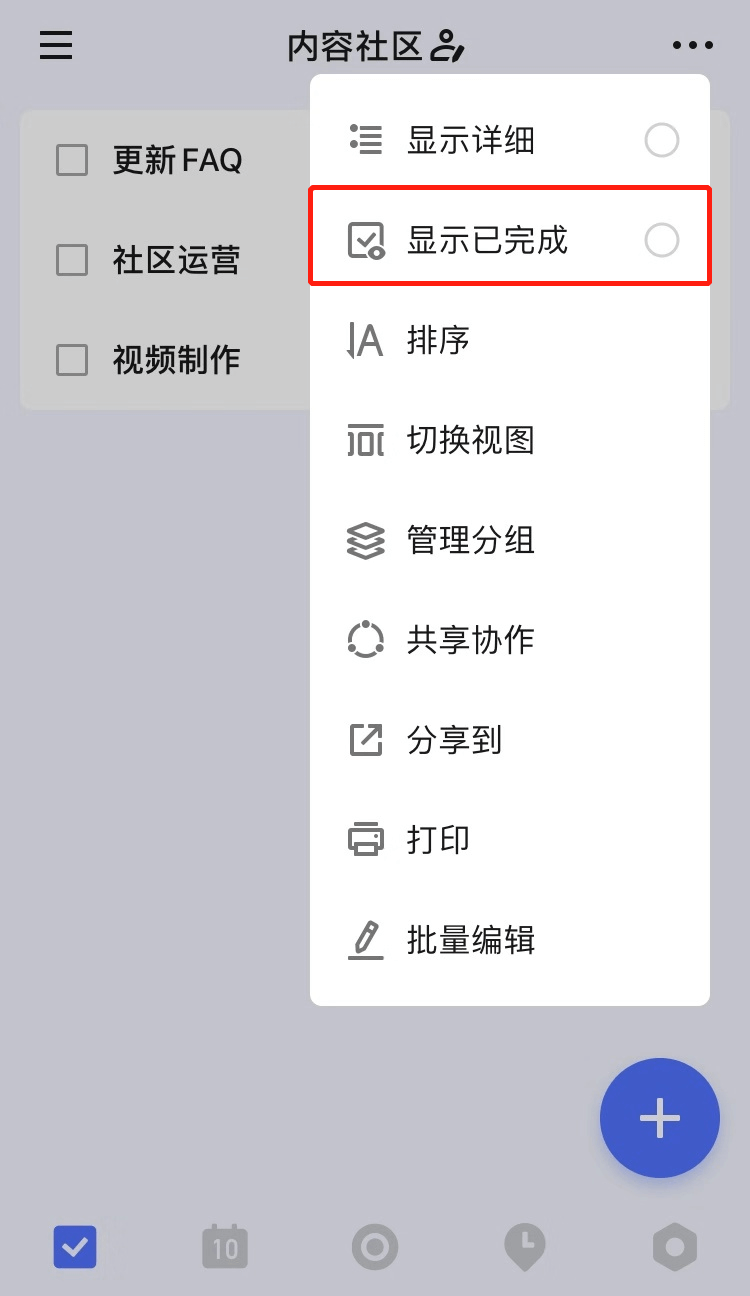 内容社区
更新FAQ
社区运营
视频制作
显示详细
显示已完成
排序
切换视图
管理分组
共享协作
分享到
打印
批量编辑
10